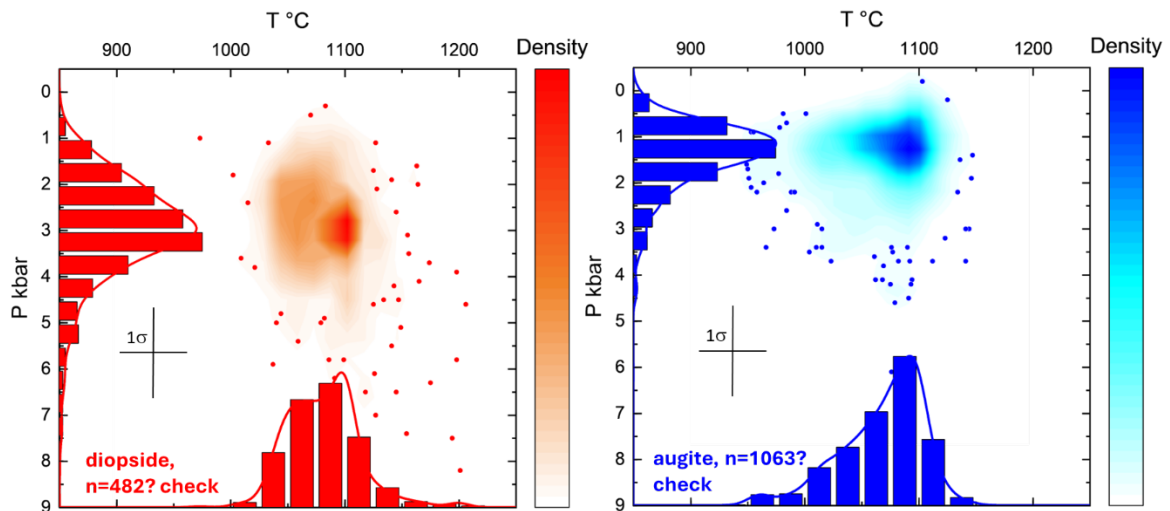 T °C
900
1000
1100
1200
Density
0
1
2
3
4
5
6
7
8
9
P kbar
1σ
diopside,
n=482? check
T °C
900
1000
1100
1200
Density
0
1
2
3
4
5
6
7
8
9
P kbar
1σ
augite, n=1063?
check